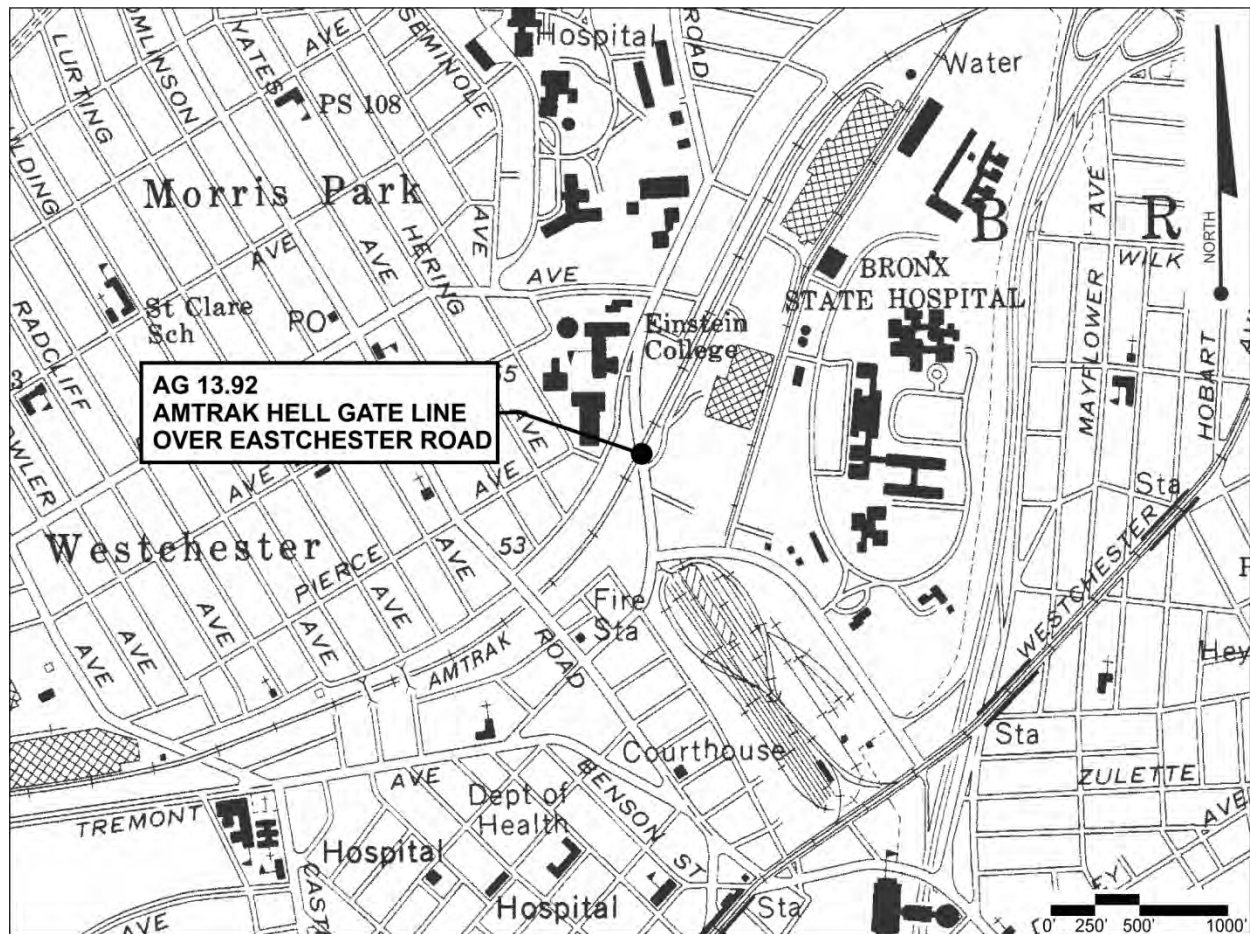 LURTING
TOMLINSON
YATES
AVE
SEMINOLE
Hospital
ROAD
Water
PS 108
Morris Park
AVE
AVE
HERING
AVE
AVE
B
R
AVE
WILK
NORTH
BRONX
STATE HOSPITAL
MAYFLOWER
HOBART
St Clare
Sch
PO
RADCLIFF
Einstein
College
AG 13.92
AMTRAK HELL GATE LINE
OVER EASTCHESTER ROAD
AVE
AVE
AVE
Sta
Westchester
53
PIERCE
AVE
WESTCHESTER
Fire
Sta
AVE
AVE
AVE
AVE
AVE
AMTRAK
ROAD
Hey
Sta
Courthouse
ZULETTE
AVE
BENSON
ST
Dept of
Health
TREMONT
Hospital
Hospital
Sta
CAST
AVE
AVE
0' 250' 500' 1000'